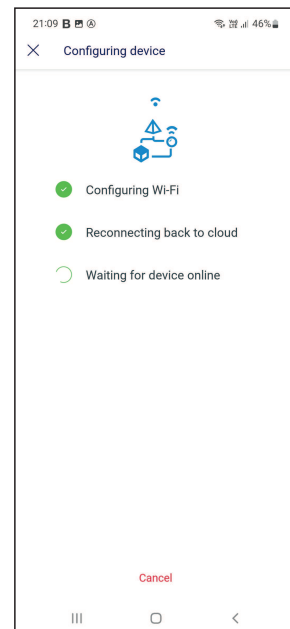 21:09 B 46%
Configuring device
Configuring Wi-Fi
Reconnecting back to cloud
Waiting for device online
Cancel